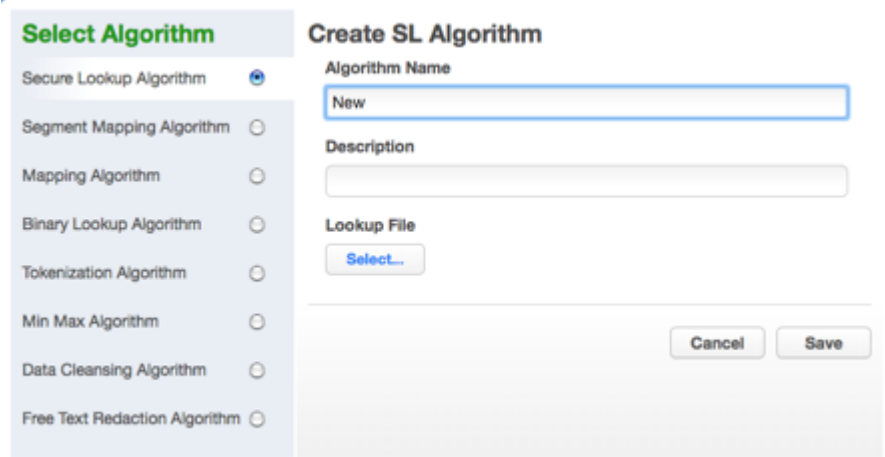 Select Algorithm
Secure Lookup Algorithm
Segment Mapping Algorithm
Mapping Algorithm
Binary Lookup Algorithm
Tokenization Algorithm
Min Max Algorithm
Data Cleansing Algorithm
Free Text Redaction Algorithm
Create SL Algorithm
Algorithm Name
New
Description
Lookup File
Select...
Cancel
Save